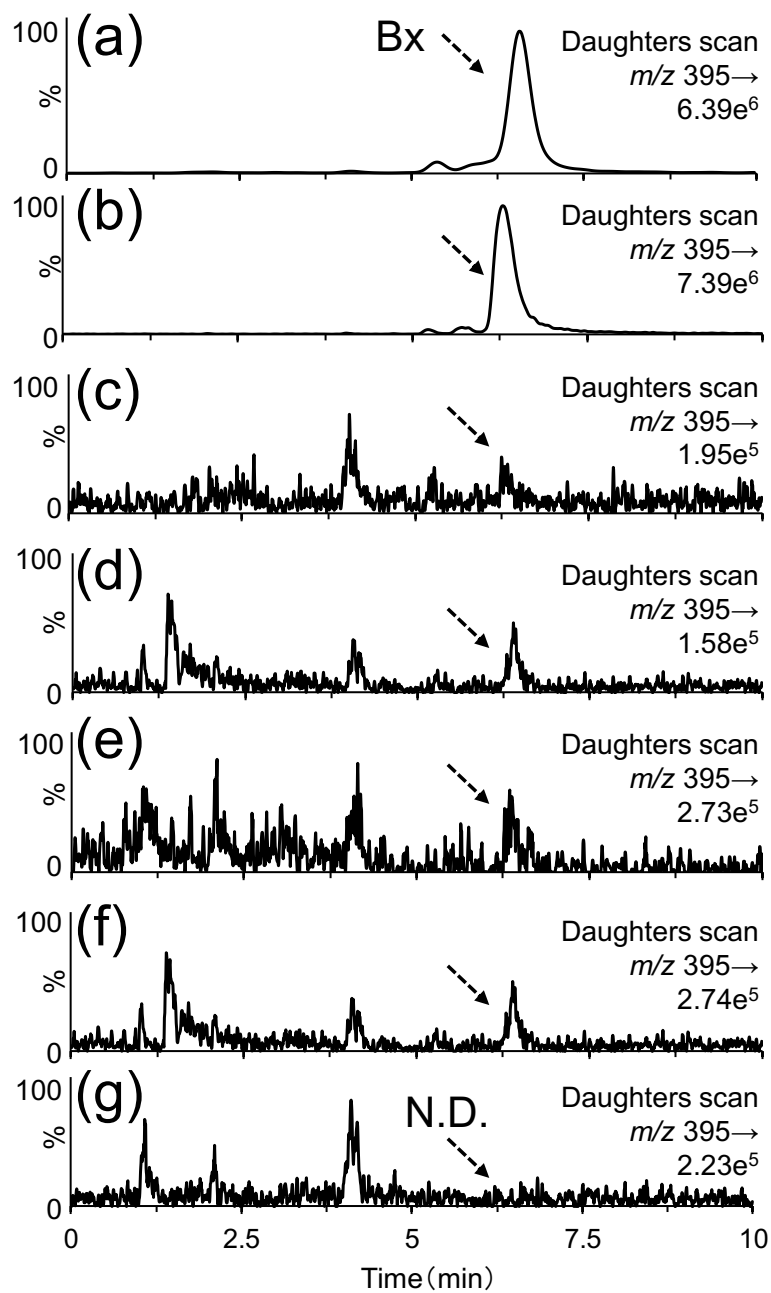 100 (a) Bx Daughters scan
m/z 395→
% 6.39e⁶
0
100 (b) Daughters scan
m/z 395→
% 7.39e⁶
0
100 (c) Daughters scan
m/z 395→
% 1.95e⁵
0
100 (d) Daughters scan
m/z 395→
% 1.58e⁵
0
100 (e) Daughters scan
m/z 395→
% 2.73e⁵
0
100 (f) Daughters scan
m/z 395→
% 2.74e⁵
0
100 (g) N.D. Daughters scan
m/z 395→
% 2.23e⁵
0
0 2.5 5 7.5 10
Time(min)